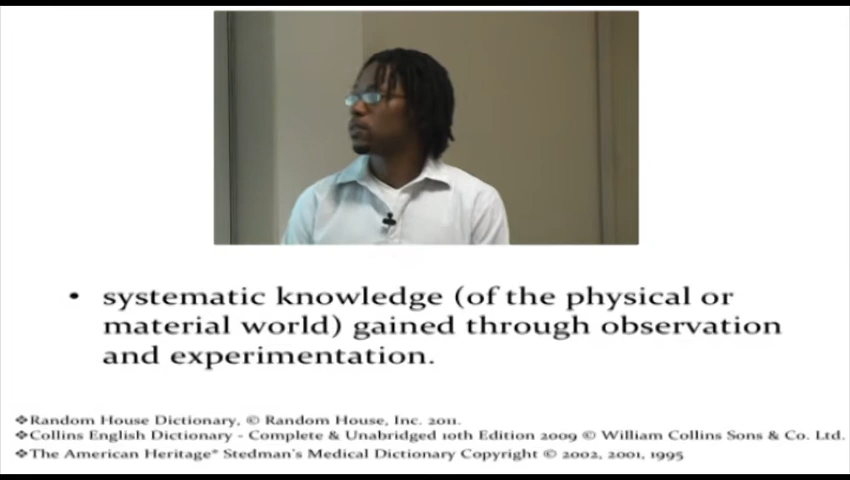 • systematic knowledge (of the physical or
material world) gained through observation
and experimentation.
❖Random House Dictionary, © Random House, Inc. 2011.
❖Collins English Dictionary - Complete & Unabridged 10th Edition 2009 © William Collins Sons & Co. Ltd.
❖The American Heritage® Stedman's Medical Dictionary Copyright © 2002, 2001, 1995